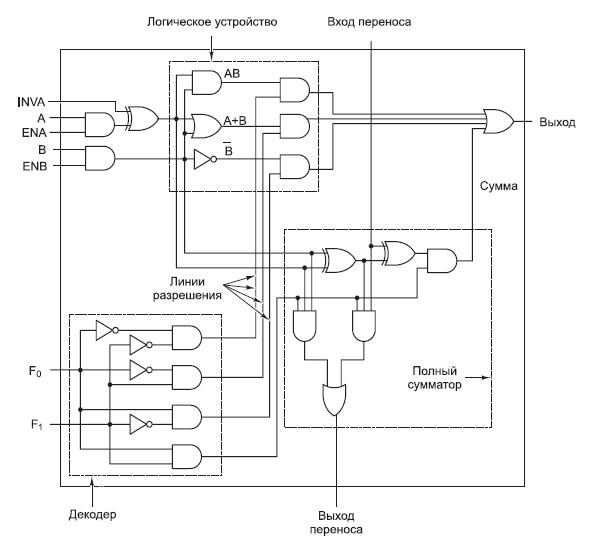 Логическое устройство
Вход переноса
INVA
A
ENA
B
ENB
AB
A+B
B̅
Выход
Сумма
Линии
разрешения
F₀
F₁
Полный
сумматор
Декодер
Выход
переноса